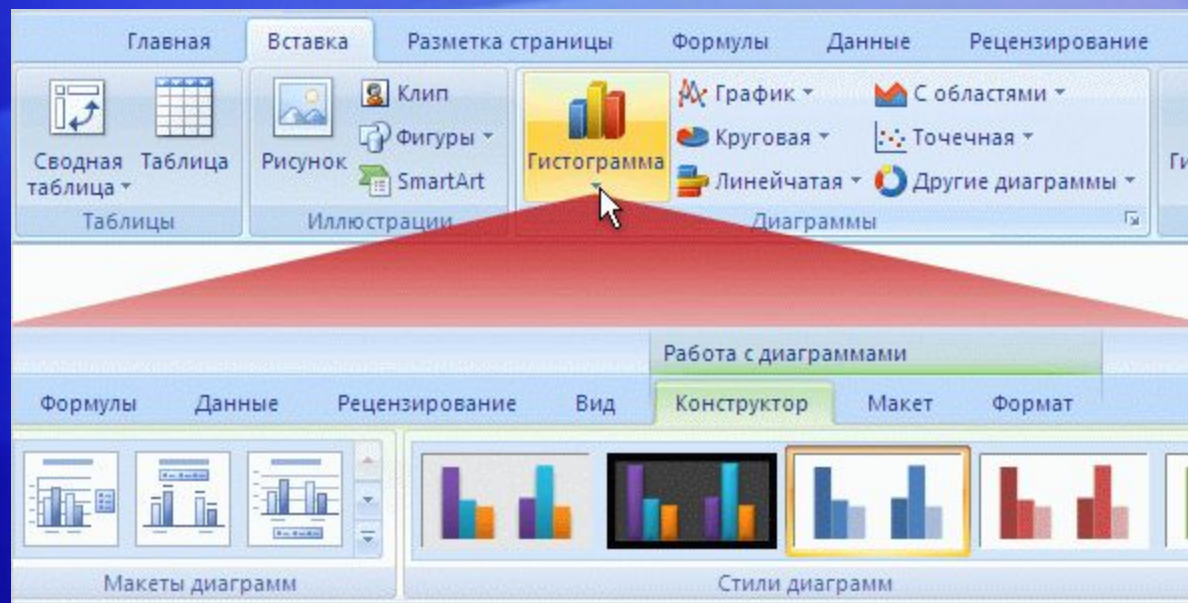 Главная Вставка Разметка страницы Формулы Данные Рецензирование
Сводная таблица
Таблица
Таблицы
Рисунок
Клип
Фигуры
SmartArt
Иллюстрации
Гистограмма
График
Круговая
Линейчатая
С областями
Точечная
Другие диаграммы
Диаграммы
Работа с диаграммами
Формулы Данные Рецензирование Вид Конструктор Макет Формат
Макеты диаграмм
Стили диаграмм